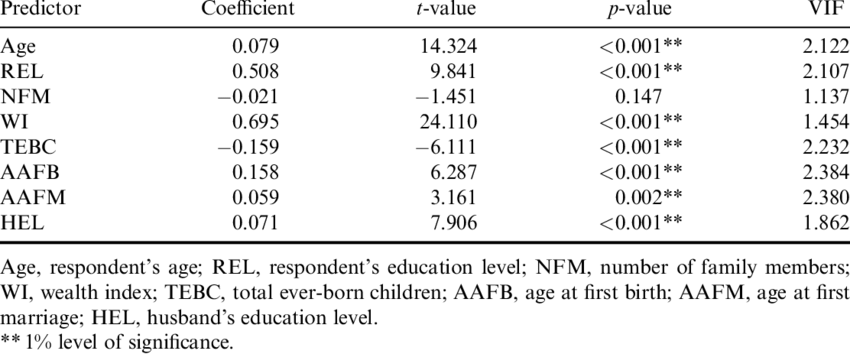 Predictor Coefficient t-value p-value VIF
Age 0.079 14.324 <0.001** 2.122
REL 0.508 9.841 <0.001** 2.107
NFM −0.021 −1.451 0.147 1.137
WI 0.695 24.110 <0.001** 1.454
TEBC −0.159 −6.111 <0.001** 2.232
AAFB 0.158 6.287 <0.001** 2.384
AAFM 0.059 3.161 0.002** 2.380
HEL 0.071 7.906 <0.001** 1.862
Age, respondent’s age; REL, respondent’s education level; NFM, number of family members;
WI, wealth index; TEBC, total ever-born children; AAFB, age at first birth; AAFM, age at first
marriage; HEL, husband’s education level.
** 1% level of significance.